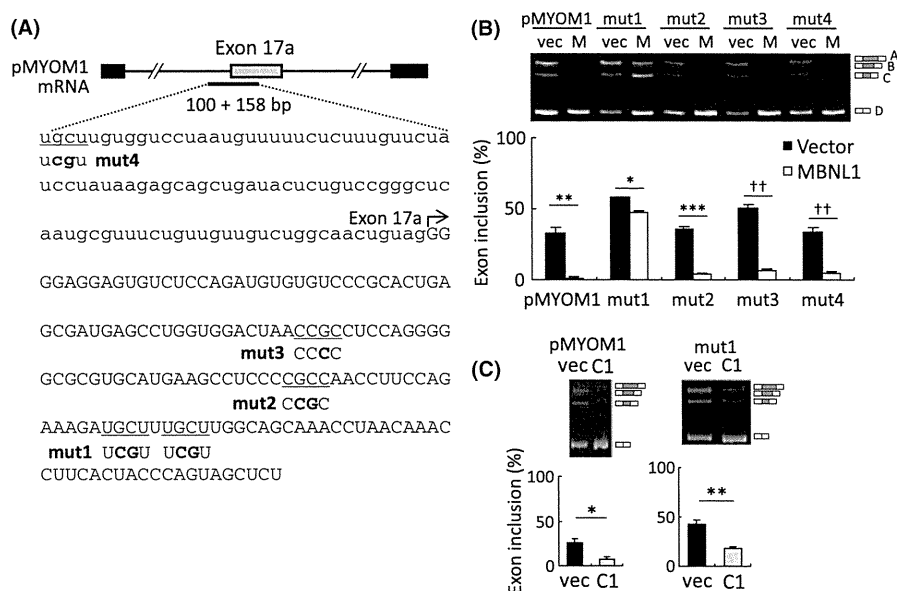 (A)
Exon 17a
pMYOM1
mRNA
100 + 158 bp
ugcuugugguccuaauguuuuucucuuuguucua
ucgu mut4
uccuauaagagcagcugauacucuguccgggcuc
Exon 17a
aaugcguuucuguuguugucuggcaacuguagGG
GGAGGAGUGUCUCCAGAUGUGUGUCCCGCACUGA
GCGAUGAGCCUGGUGGACUAACCGCCUCCAGGGG
mut3 CCCC
GCGCGUGCAUGAAGCCUCCCCGCCAACCUUCCAG
mut2 CCGC
AAAGAUGCUUUGCUUGGCAGCAAACCUAACAAAC
mut1 UCGU UCGU
CUUCACUACCCAGUAGCUCU
(B)
pMYOM1 mut1 mut2 mut3 mut4
vec M vec M vec M vec M vec M
A
B
C
D
Exon inclusion (%)
100
50
0
Vector
MBNL1
** * *** †† ††
pMYOM1 mut1 mut2 mut3 mut4
(C)
pMYOM1
vec C1
mut1
vec C1
Exon inclusion (%)
100
50
0
*
vec C1
100
50
0
**
vec C1